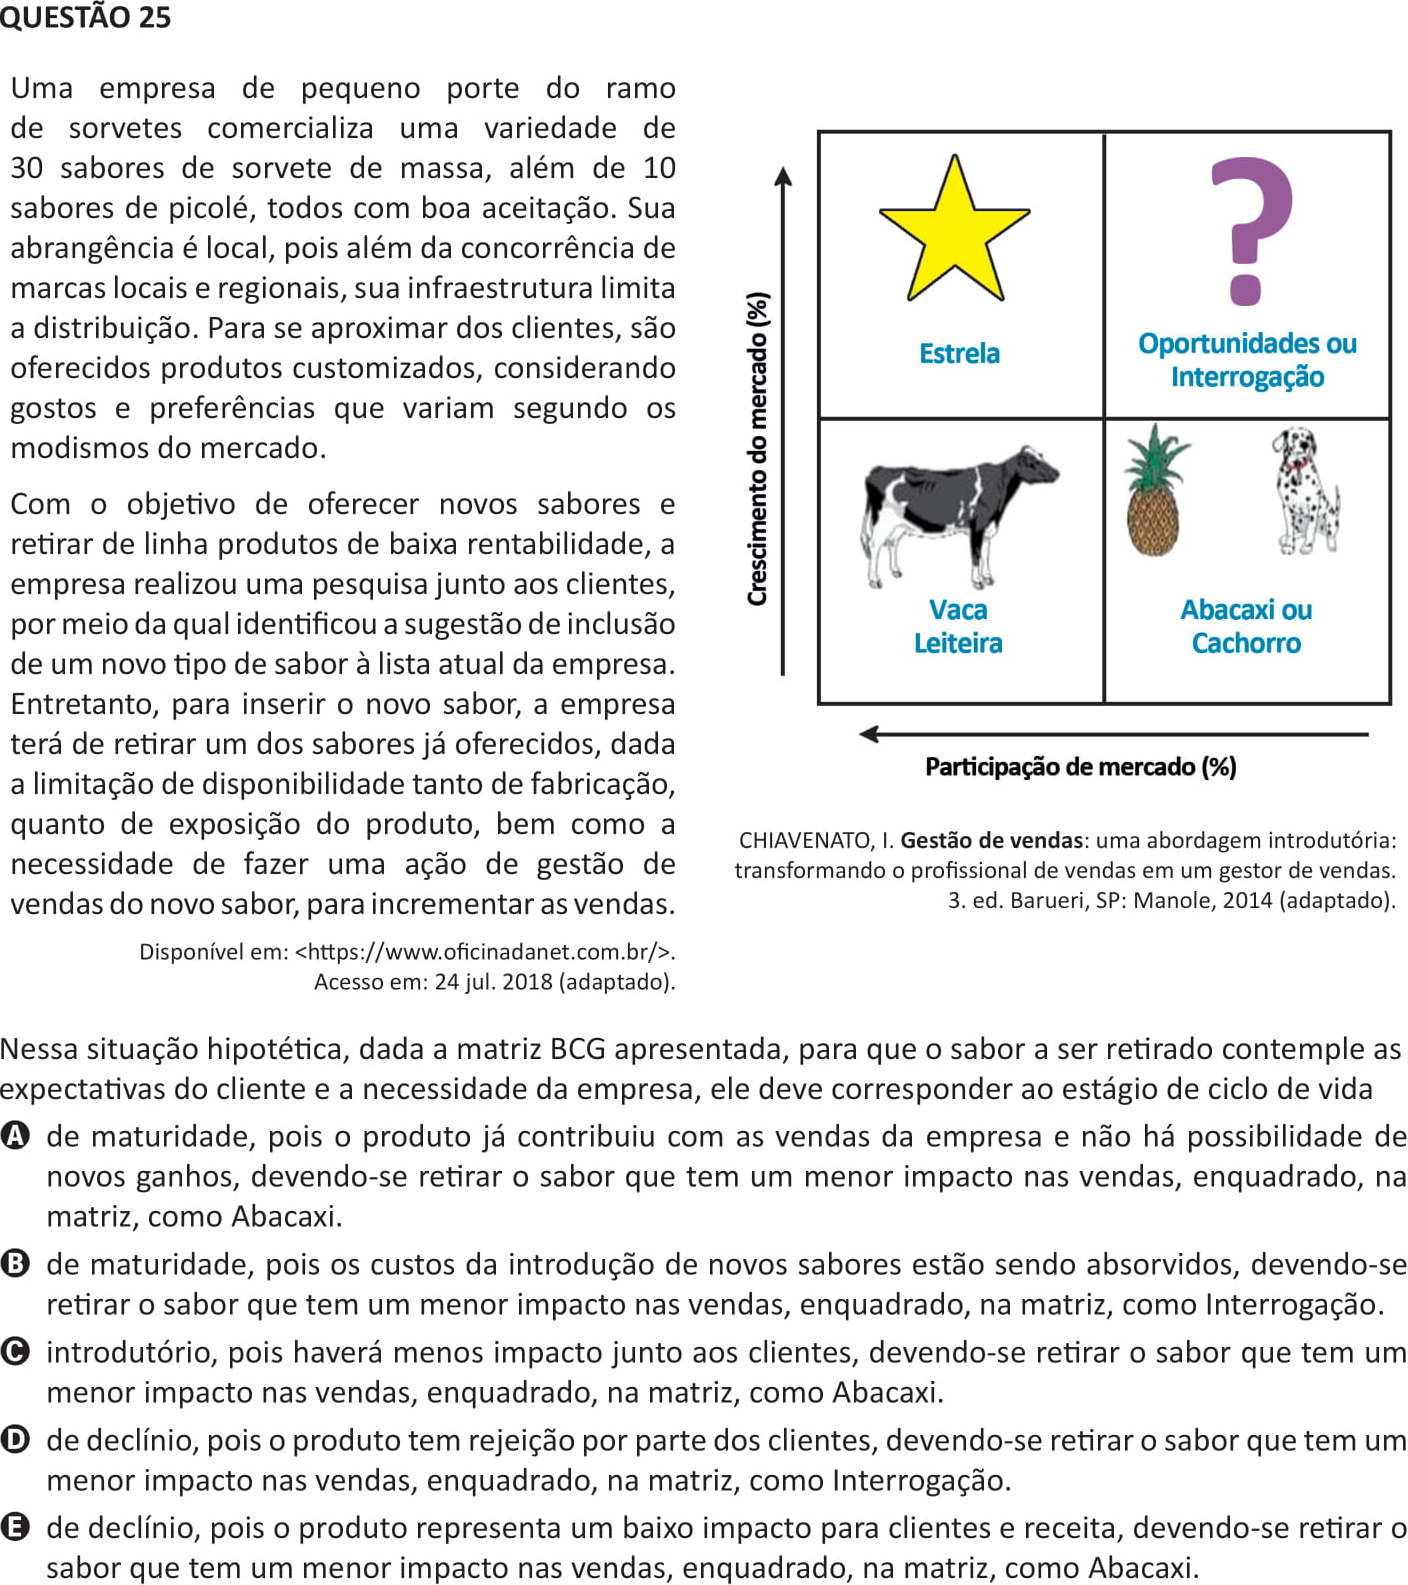 QUESTÃO 25
Uma empresa de pequeno porte do ramo
de sorvetes comercializa uma variedade de
30 sabores de sorvete de massa, além de 10
sabores de picolé, todos com boa aceitação. Sua
abrangência é local, pois além da concorrência de
marcas locais e regionais, sua infraestrutura limita
a distribuição. Para se aproximar dos clientes, são
oferecidos produtos customizados, considerando
gostos e preferências que variam segundo os
modismos do mercado.
Com o objetivo de oferecer novos sabores e
retirar de linha produtos de baixa rentabilidade, a
empresa realizou uma pesquisa junto aos clientes,
por meio da qual identificou a sugestão de inclusão
de um novo tipo de sabor à lista atual da empresa.
Entretanto, para inserir o novo sabor, a empresa
terá de retirar um dos sabores já oferecidos, dada
a limitação de disponibilidade tanto de fabricação,
quanto de exposição do produto, bem como a
necessidade de fazer uma ação de gestão de
vendas do novo sabor, para incrementar as vendas.
Disponível em: <https://www.oficinadanet.com.br/>.
Acesso em: 24 jul. 2018 (adaptado).
Crescimento do mercado (%)
?
Estrela
Oportunidades ou
Interrogação
Vaca
Leiteira
Abacaxi ou
Cachorro
Participação de mercado (%)
CHIAVENATO, I. Gestão de vendas: uma abordagem introdutória:
transformando o profissional de vendas em um gestor de vendas.
3. ed. Barueri, SP: Manole, 2014 (adaptado).
Nessa situação hipotética, dada a matriz BCG apresentada, para que o sabor a ser retirado contemple as
expectativas do cliente e a necessidade da empresa, ele deve corresponder ao estágio de ciclo de vida
A de maturidade, pois o produto já contribuiu com as vendas da empresa e não há possibilidade de
novos ganhos, devendo-se retirar o sabor que tem um menor impacto nas vendas, enquadrado, na
matriz, como Abacaxi.
B de maturidade, pois os custos da introdução de novos sabores estão sendo absorvidos, devendo-se
retirar o sabor que tem um menor impacto nas vendas, enquadrado, na matriz, como Interrogação.
C introdutório, pois haverá menos impacto junto aos clientes, devendo-se retirar o sabor que tem um
menor impacto nas vendas, enquadrado, na matriz, como Abacaxi.
D de declínio, pois o produto tem rejeição por parte dos clientes, devendo-se retirar o sabor que tem um
menor impacto nas vendas, enquadrado, na matriz, como Interrogação.
E de declínio, pois o produto representa um baixo impacto para clientes e receita, devendo-se retirar o
sabor que tem um menor impacto nas vendas, enquadrado, na matriz, como Abacaxi.